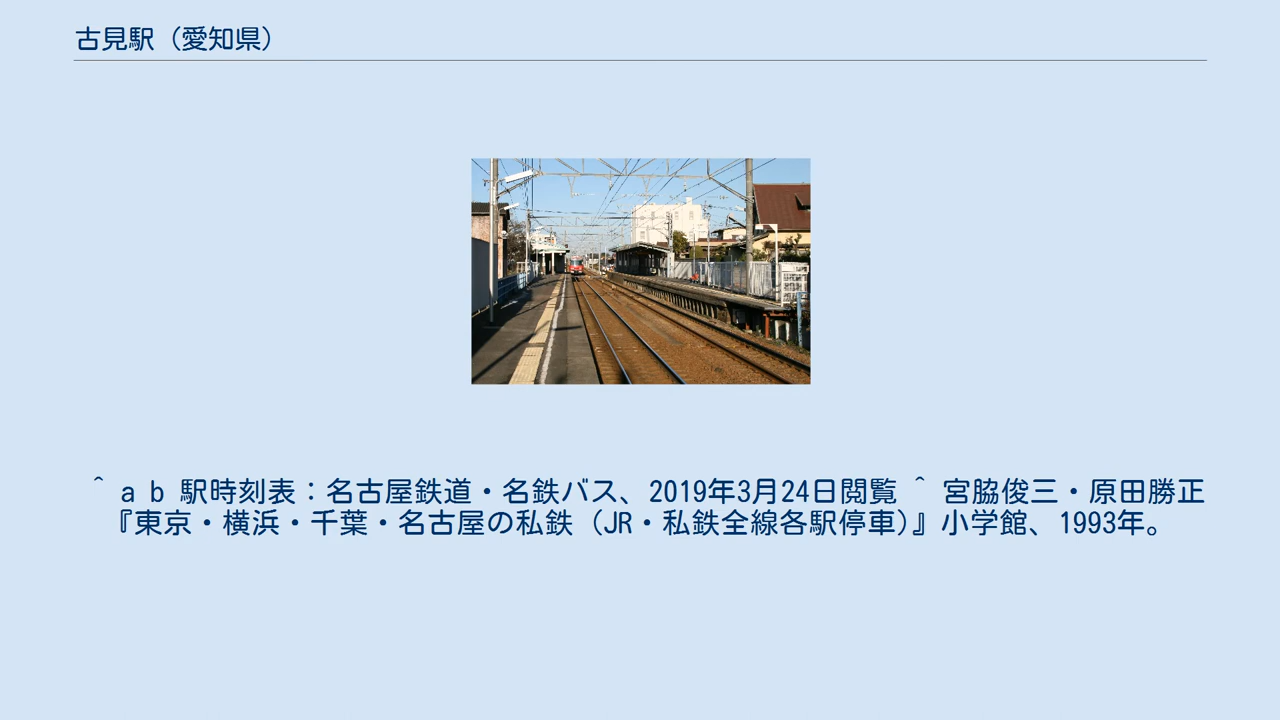 古見駅（愛知県）
^ a b 駅時刻表：名古屋鉄道・名鉄バス、2019年3月24日閲覧 ^ 宮脇俊三・原田勝正
『東京・横浜・千葉・名古屋の私鉄（JR・私鉄全線各駅停車）』小学館、1993年。